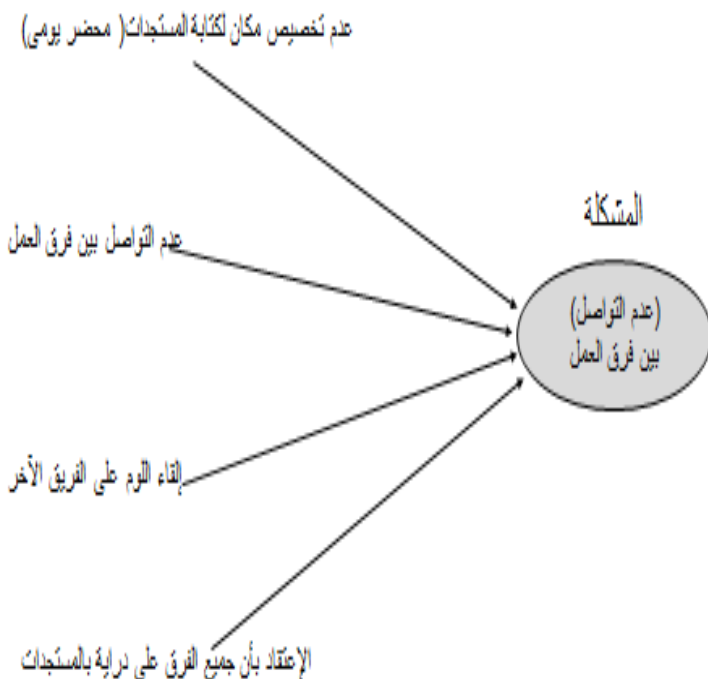 عدم تخصيص مكان لكتابة المستجدات( محضر يومى)
المشكلة
عدم التواصل بين فرق العمل
(عدم التواصل)
بين فرق العمل
إلقاء اللوم على الفريق الآخر
الإعتقاد بأن جميع الفرق على دراية بالمستجدات